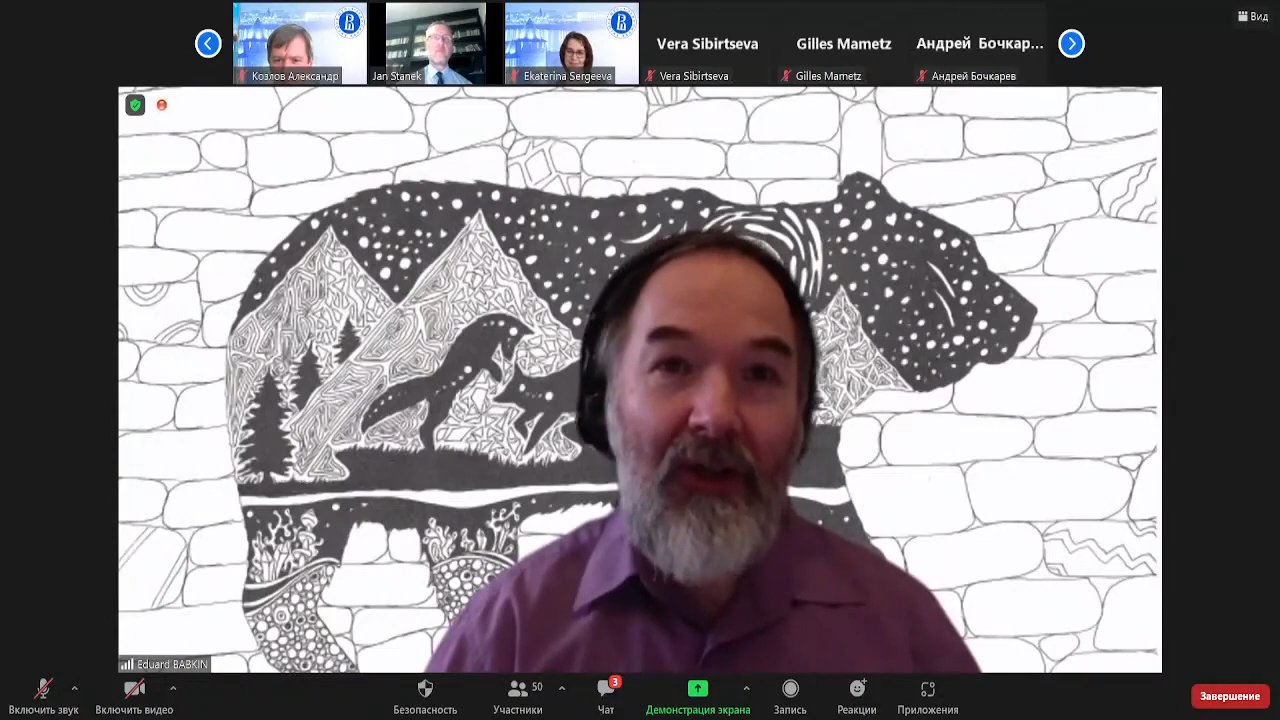 Вид
Vera Sibirtseva
Gilles Mametz
Андрей Бочкар...
Козлов Александр
Jan Stanek
Ekaterina Sergeeva
Vera Sibirtseva
Gilles Mametz
Андрей Бочкарев
Eduard BABKIN
50
3
Включить звук
Включить видео
Безопасность
Участники
Чат
Демонстрация экрана
Запись
Реакции
Приложения
Завершение